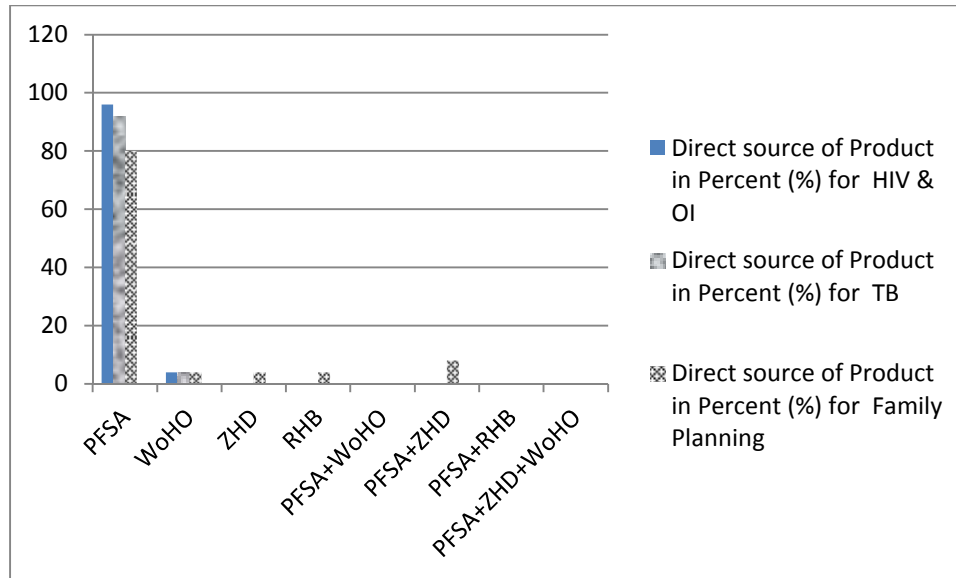 120
100
80
60
40
20
0
PFSA
WoHO
ZHD
RHB
PFSA+WoHO
PFSA+ZHD
PFSA+RHB
PFSA+ZHD+WoHO
Direct source of Product
in Percent (%) for HIV &
OI
Direct source of Product
in Percent (%) for TB
Direct source of Product
in Percent (%) for Family
Planning